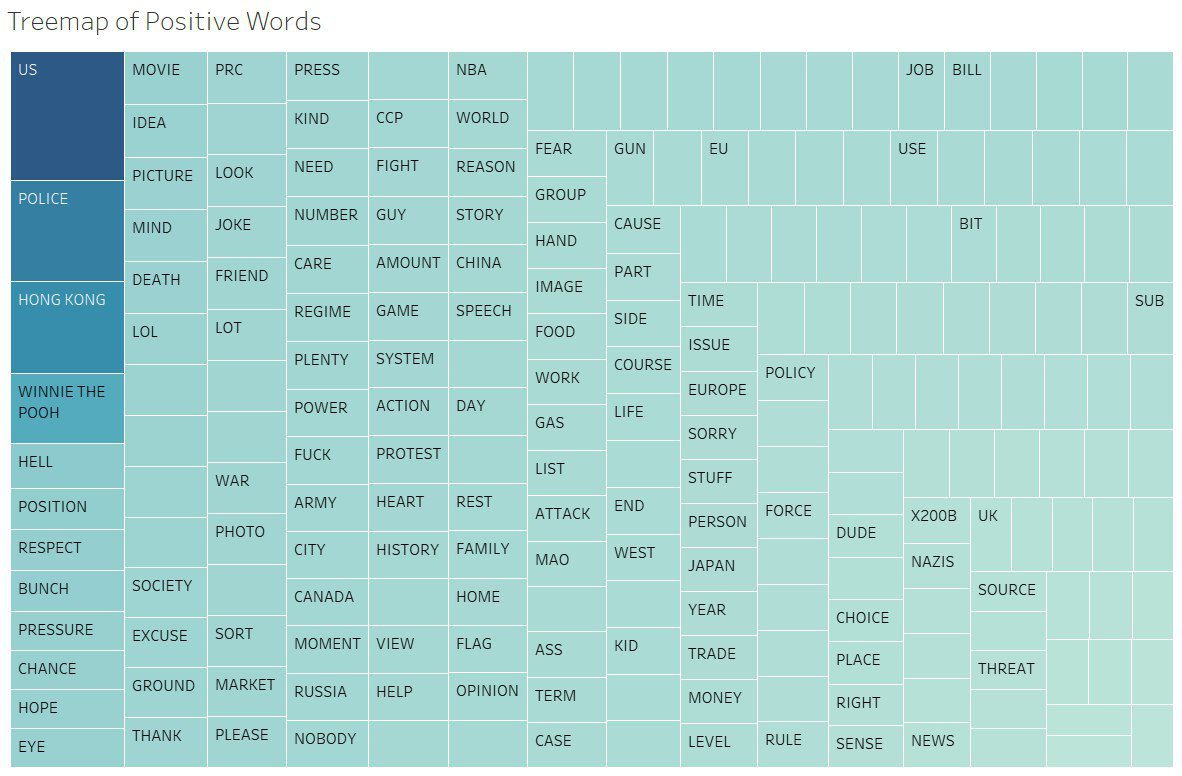 Treemap of Positive Words
US
POLICE
HONG KONG
WINNIE THE
POOH
HELL
POSITION
RESPECT
BUNCH
PRESSURE
CHANCE
HOPE
EYE
MOVIE
IDEA
PICTURE
MIND
DEATH
LOL
SOCIETY
EXCUSE
GROUND
THANK
PRC
LOOK
JOKE
FRIEND
LOT
WAR
PHOTO
SORT
MARKET
PLEASE
PRESS
KIND
NEED
NUMBER
CARE
REGIME
PLENTY
POWER
FUCK
ARMY
CITY
CANADA
MOMENT
RUSSIA
NOBODY
CCP
FIGHT
GUY
AMOUNT
GAME
SYSTEM
ACTION
PROTEST
HEART
HISTORY
VIEW
HELP
NBA
WORLD
REASON
STORY
CHINA
SPEECH
DAY
REST
FAMILY
HOME
FLAG
OPINION
JOB
BILL
FEAR
GROUP
HAND
IMAGE
FOOD
WORK
GAS
LIST
ATTACK
MAO
ASS
TERM
CASE
GUN
EU
USE
CAUSE
PART
SIDE
COURSE
LIFE
END
WEST
KID
BIT
TIME
ISSUE
EUROPE
SORRY
STUFF
PERSON
JAPAN
YEAR
TRADE
MONEY
LEVEL
SUB
POLICY
FORCE
RULE
DUDE
CHOICE
PLACE
RIGHT
SENSE
X200B
NAZIS
NEWS
UK
SOURCE
THREAT